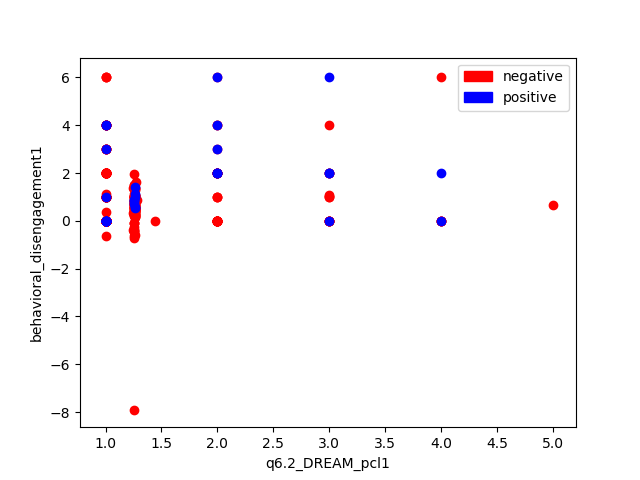 negative
positive
6
4
2
0
−2
−4
−6
−8
behavioral_disengagement1
1.0 1.5 2.0 2.5 3.0 3.5 4.0 4.5 5.0
q6.2_DREAM_pcl1